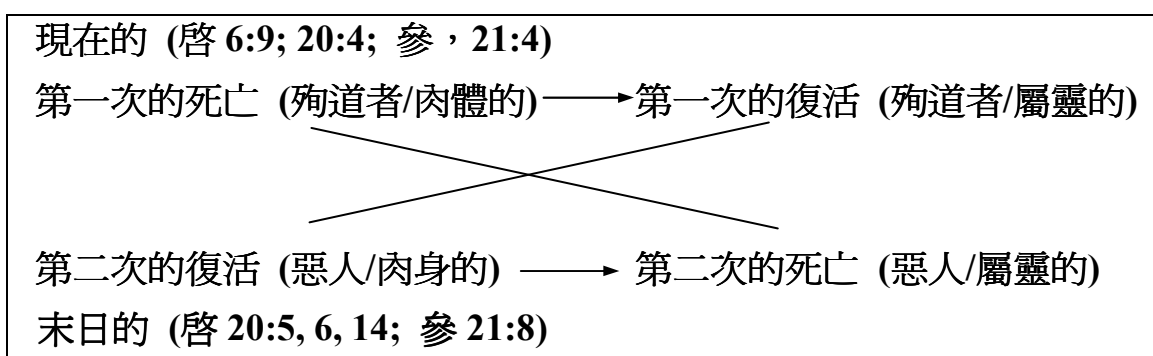 現在的 (啓 6:9; 20:4; 參，21:4)
第一次的死亡 (殉道者/肉體的) 第一次的復活 (殉道者/屬靈的)
第二次的復活 (惡人/肉身的) 第二次的死亡 (惡人/屬靈的)
末日的 (啓 20:5, 6, 14; 參 21:8)